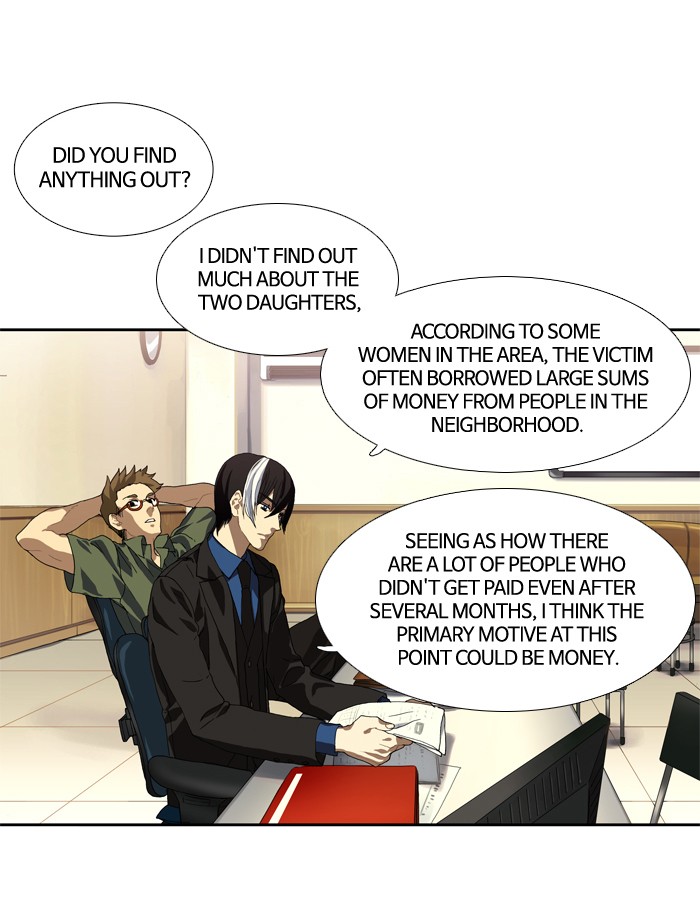 DID YOU FIND
ANYTHING OUT?
I DIDN'T FIND OUT
MUCH ABOUT THE
TWO DAUGHTERS,
ACCORDING TO SOME
WOMEN IN THE AREA, THE VICTIM
OFTEN BORROWED LARGE SUMS
OF MONEY FROM PEOPLE IN THE
NEIGHBORHOOD.
SEEING AS HOW THERE
ARE A LOT OF PEOPLE WHO
DIDN'T GET PAID EVEN AFTER
SEVERAL MONTHS, I THINK THE
PRIMARY MOTIVE AT THIS
POINT COULD BE MONEY.